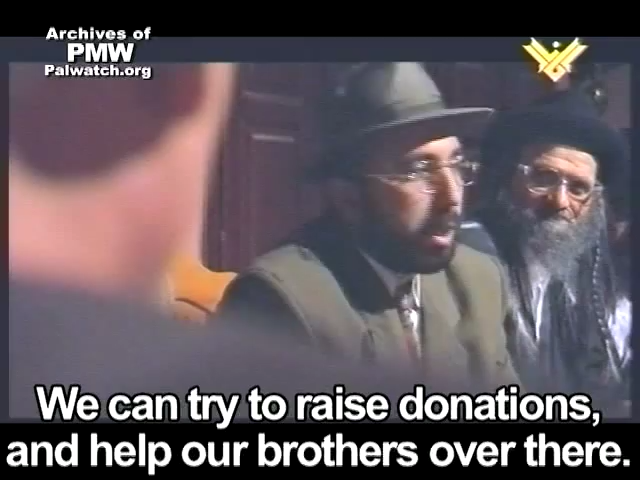 Archives of
PMW
Palwatch.org
We can try to raise donations,
and help our brothers over there.